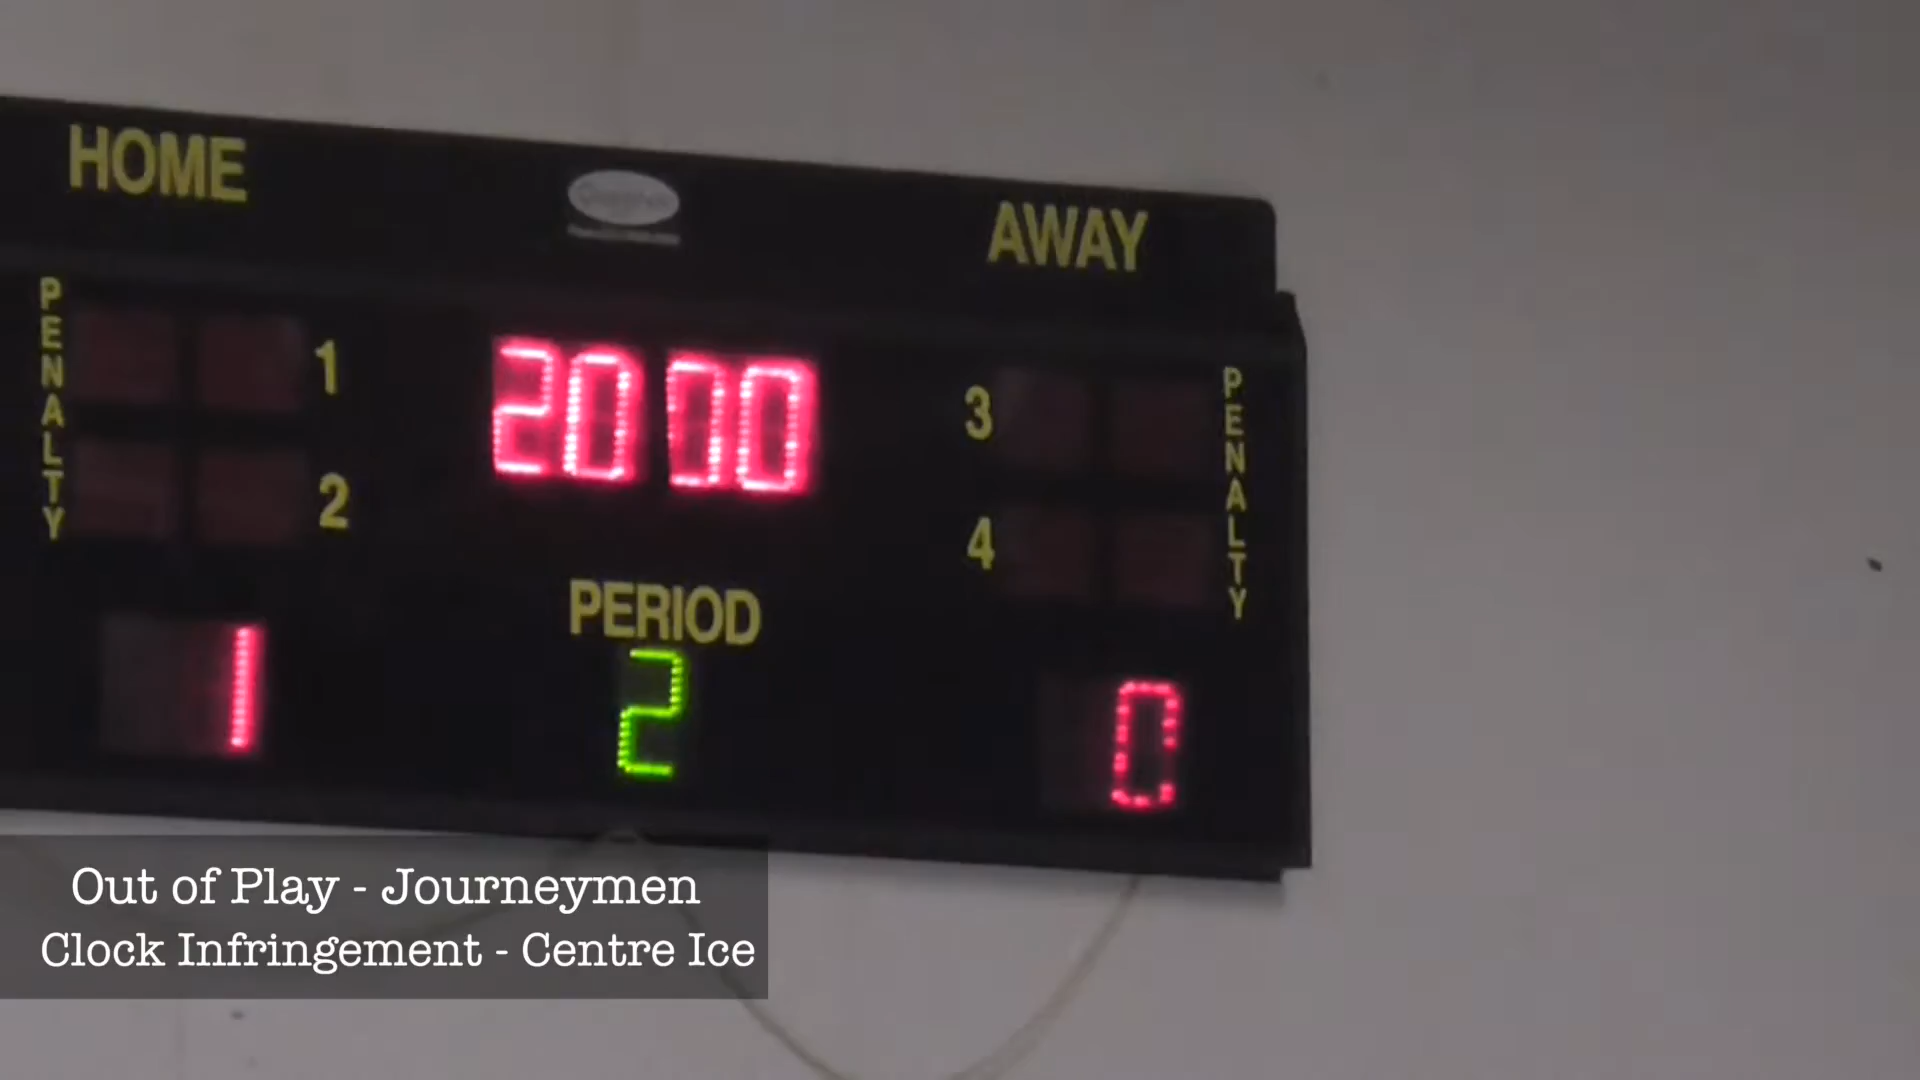 HOME
AWAY
PENALTY
1
20 00
3
PENALTY
2
4
PERIOD
1
2
0
Out of Play - Journeymen
Clock Infringement - Centre Ice